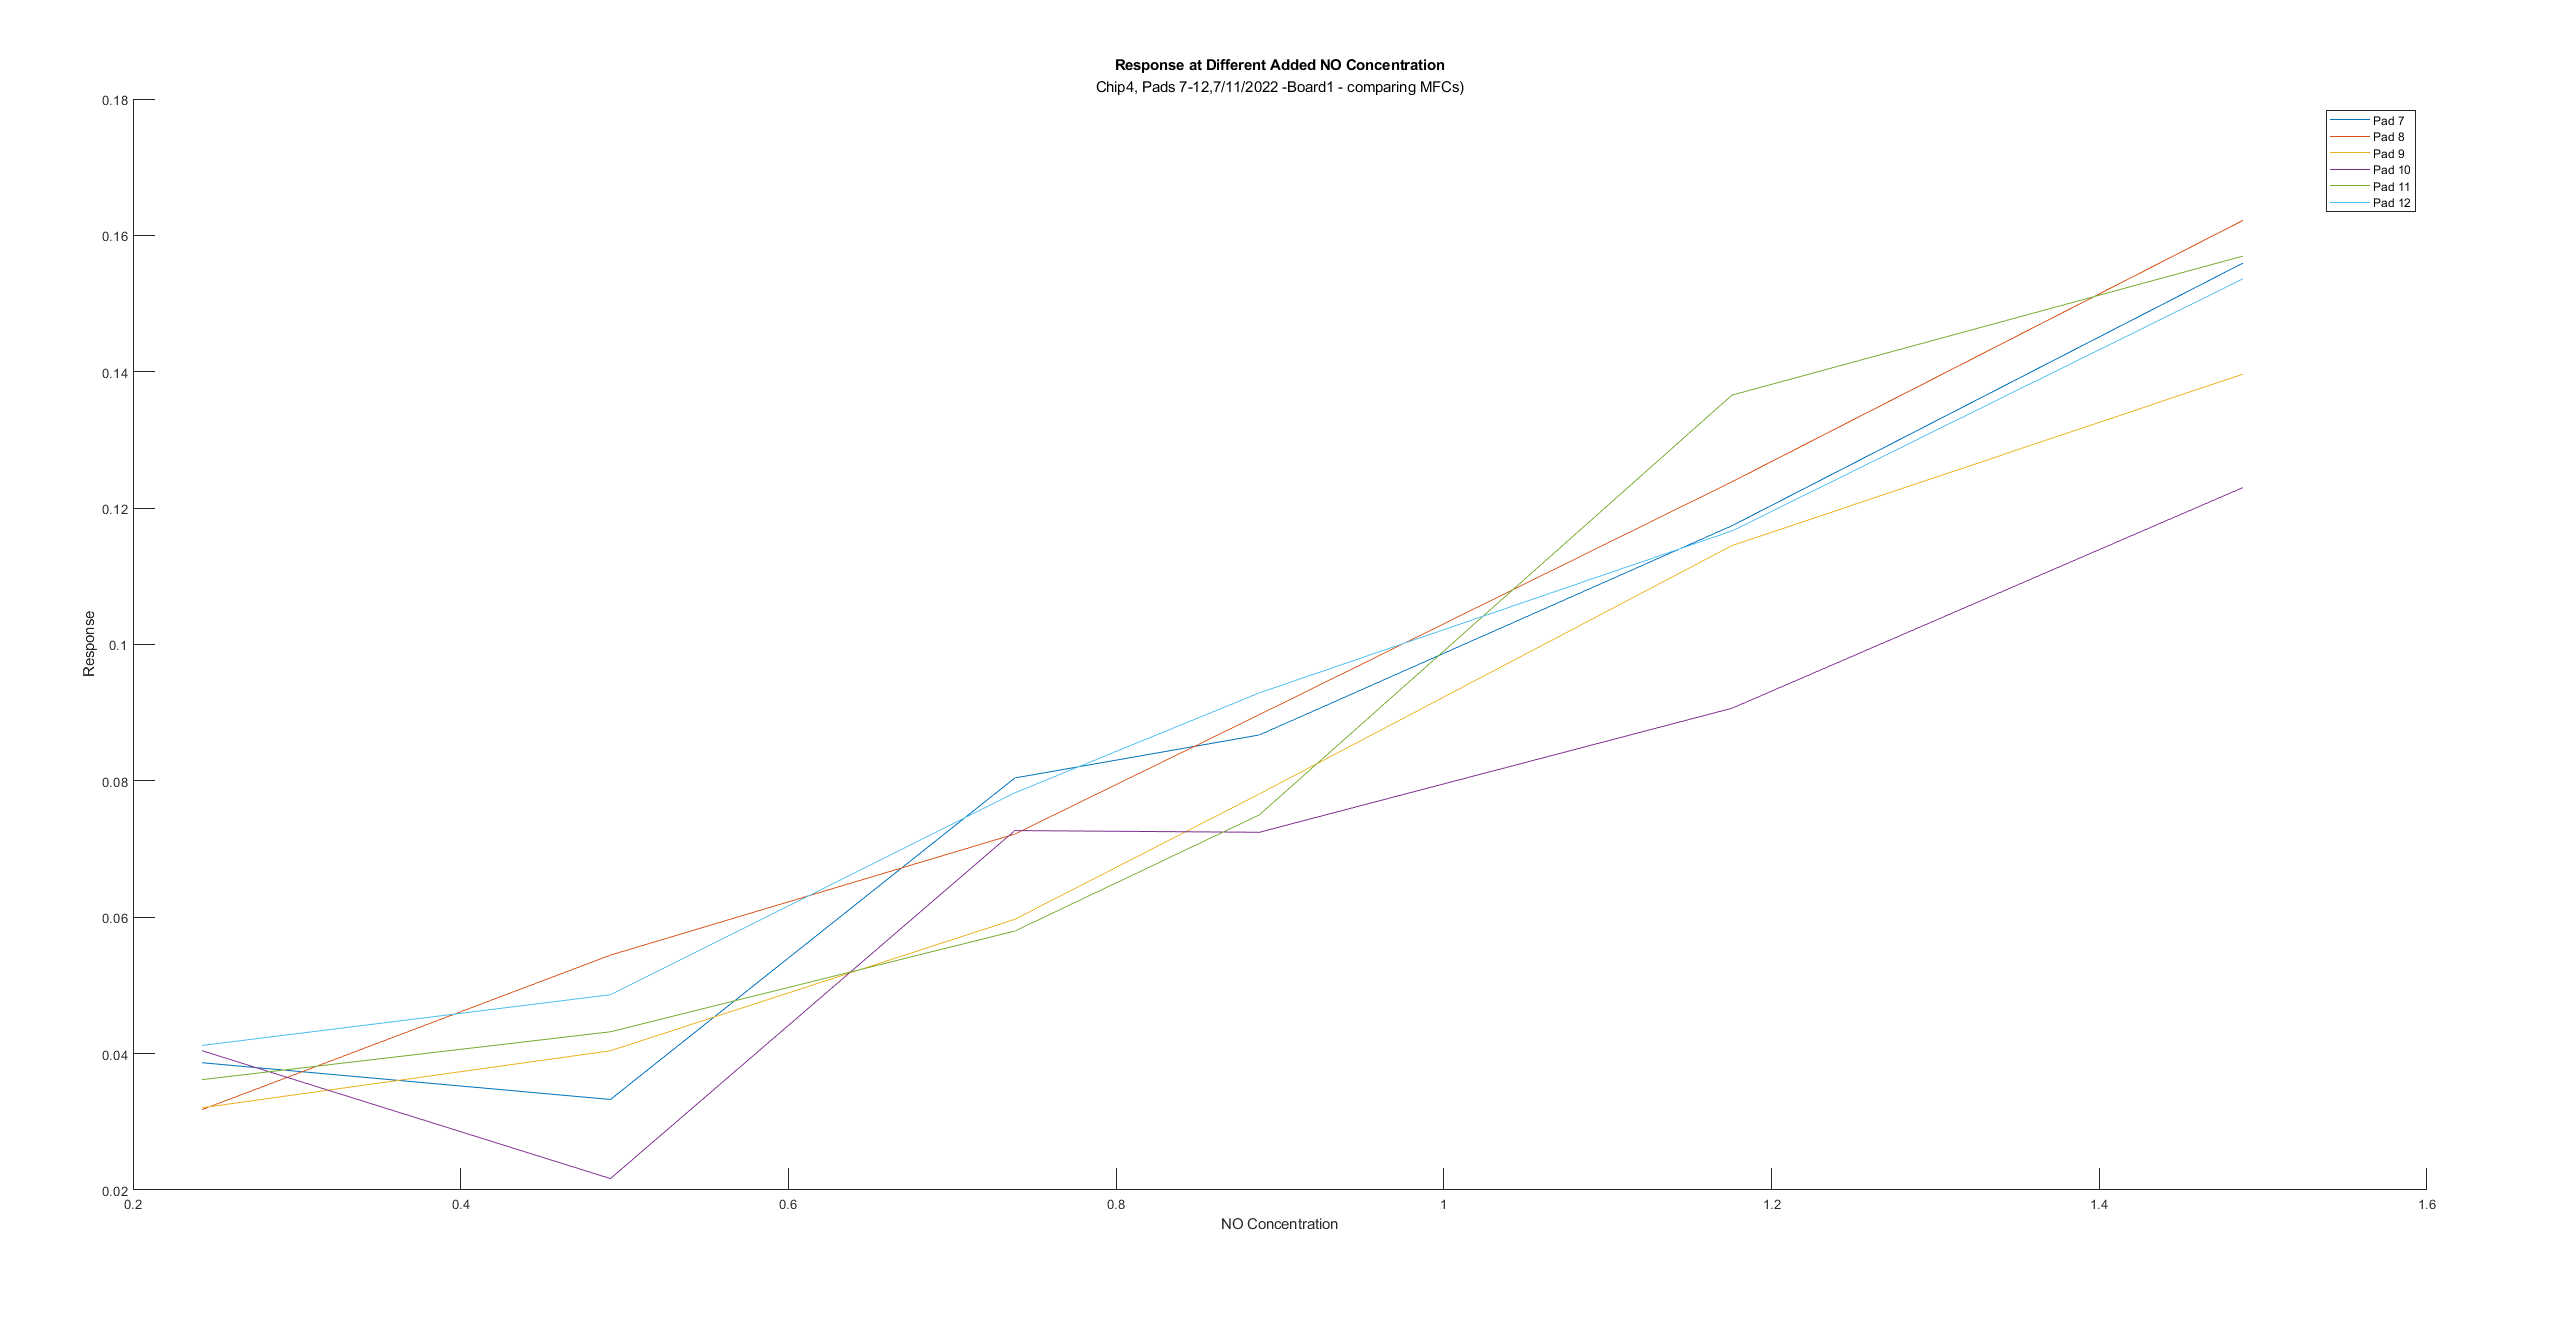 Response at Different Added NO Concentration
Chip4, Pads 7-12,7/11/2022 -Board1 - comparing MFCs)
Pad 7
Pad 8
Pad 9
Pad 10
Pad 11
Pad 12
0.18
0.16
0.14
0.12
0.1
0.08
0.06
0.04
0.02
Response
0.2 0.4 0.6 0.8 1 1.2 1.4 1.6
NO Concentration